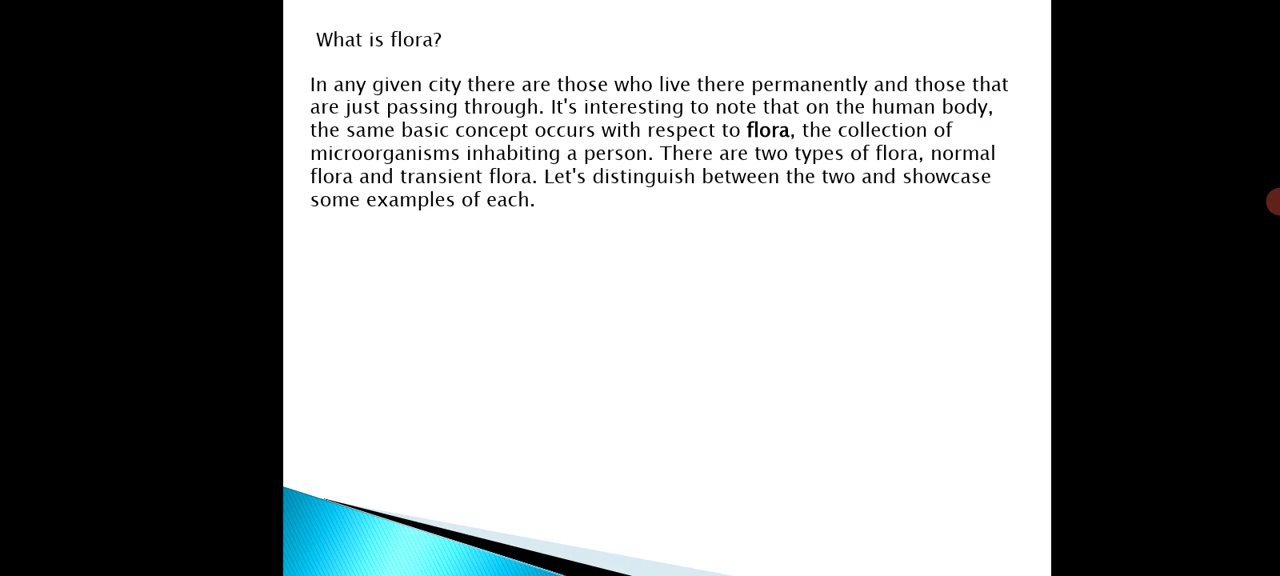 What is flora?
In any given city there are those who live there permanently and those that
are just passing through. It's interesting to note that on the human body,
the same basic concept occurs with respect to flora, the collection of
microorganisms inhabiting a person. There are two types of flora, normal
flora and transient flora. Let's distinguish between the two and showcase
some examples of each.